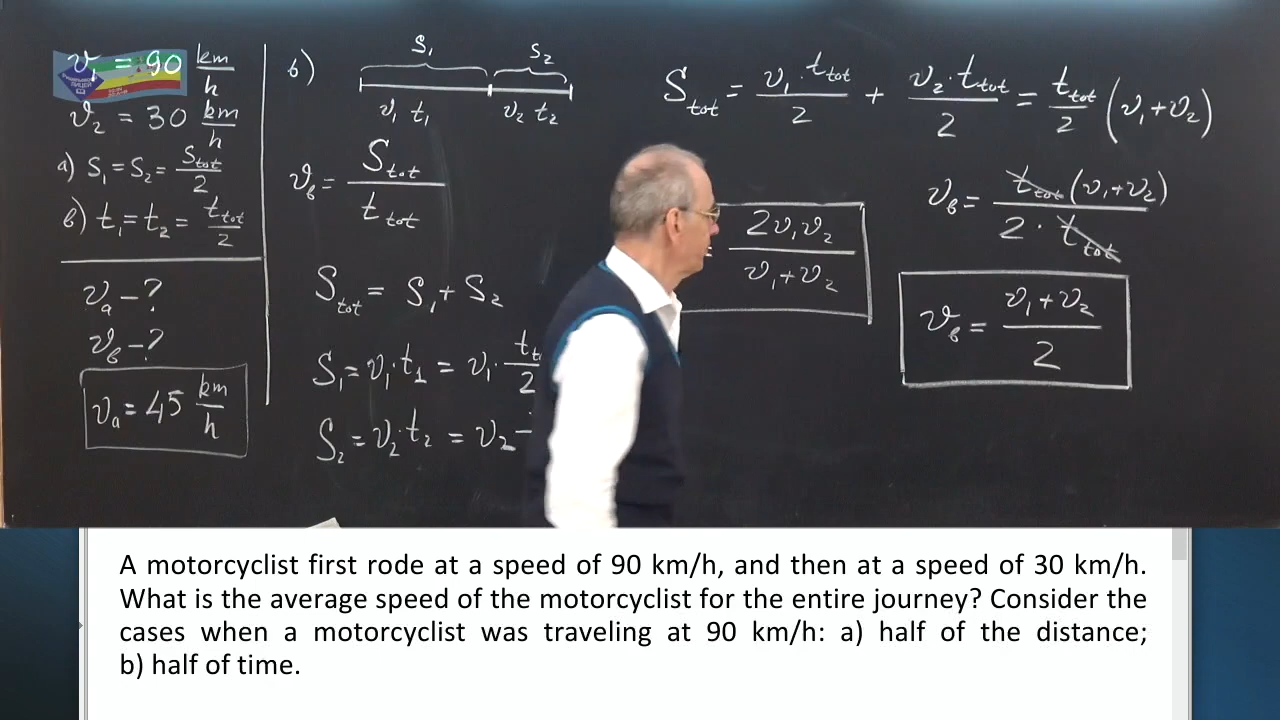 v₁ = 90 km/h
v₂ = 30 km/h
a) S₁ = S₂ = S_tot/2
в) t₁ = t₂ = t_tot/2
vₐ - ?
v_в - ?
vₐ = 45 km/h
в)
S₁ S₂
v₁ t₁ v₂ t₂
v_в = S_tot / t_tot
S_tot = S₁ + S₂
S₁ = v₁ · t₁ = v₁ ·
S₂ = v₂ · t₂ = v₂
= 2v₁v₂ / v₁+v₂
S_tot = v₁ · t_tot / 2 + v₂ · t_tot / 2 = t_tot / 2 (v₁+v₂)
v_в = t_tot (v₁+v₂) / 2 · t_tot
v_в = v₁+v₂ / 2
A motorcyclist first rode at a speed of 90 km/h, and then at a speed of 30 km/h.
What is the average speed of the motorcyclist for the entire journey? Consider the
cases when a motorcyclist was traveling at 90 km/h: a) half of the distance;
b) half of time.